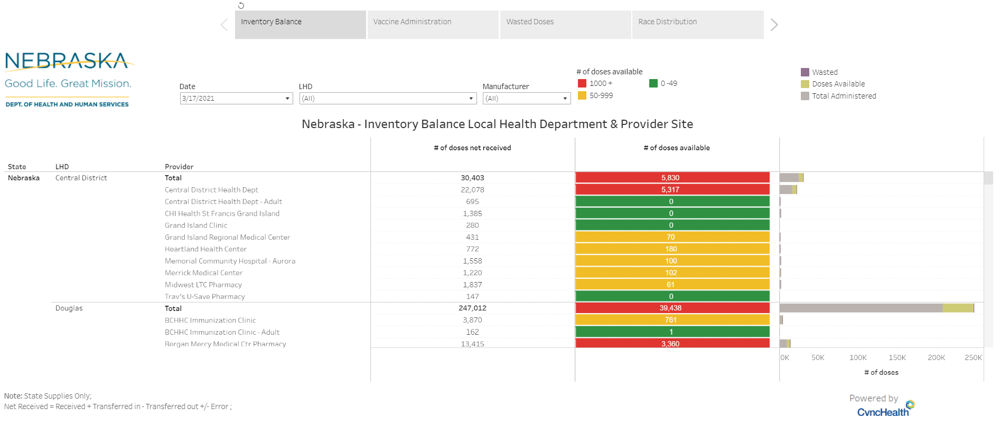 Inventory Balance Vaccine Administration Wasted Doses Race Distribution
NEBRASKA
Good Life. Great Mission.
DEPT. OF HEALTH AND HUMAN SERVICES
Date LHD Manufacturer
3/17/2021 (All) (All)
# of doses available
1000 + 0 -49
50-999
Wasted
Doses Available
Total Administered
Nebraska - Inventory Balance Local Health Department & Provider Site
# of doses net received # of doses available
State LHD Provider
Nebraska Central District Total 30,403 5,830
Central District Health Dept 22,078 5,317
Central District Health Dept - Adult 695 0
CHI Health St Francis Grand Island 1,385 0
Grand Island Clinic 280 0
Grand Island Regional Medical Center 431 70
Heartland Health Center 772 180
Memorial Community Hospital - Aurora 1,558 100
Merrick Medical Center 1,220 102
Midwest LTC Pharmacy 1,837 61
Trav's U-Save Pharmacy 147 0
Douglas Total 247,012 39,438
BCHHC Immunization Clinic 3,870 761
BCHHC Immunization Clinic - Adult 162 1
Bergan Mercy Medical Ctr Pharmacy 13,415 3,360
0K 50K 100K 150K 200K 250K
# of doses
Note: State Supplies Only;
Net Received = Received + Transferred in - Transferred out +/- Error ;
Powered by
CyncHealth